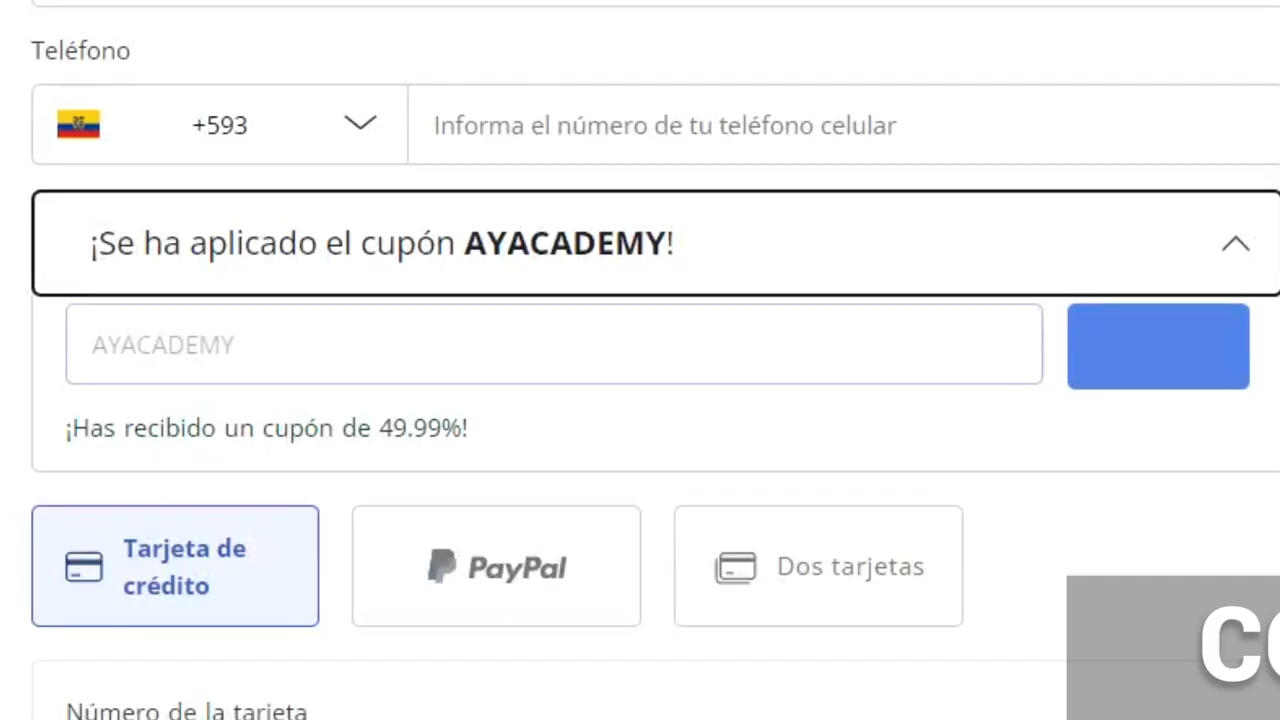 Teléfono
+593
Informa el número de tu teléfono celular
¡Se ha aplicado el cupón AYACADEMY!
AYACADEMY
¡Has recibido un cupón de 49.99%!
Tarjeta de
crédito
PayPal
Dos tarjetas
Número de la tarjeta